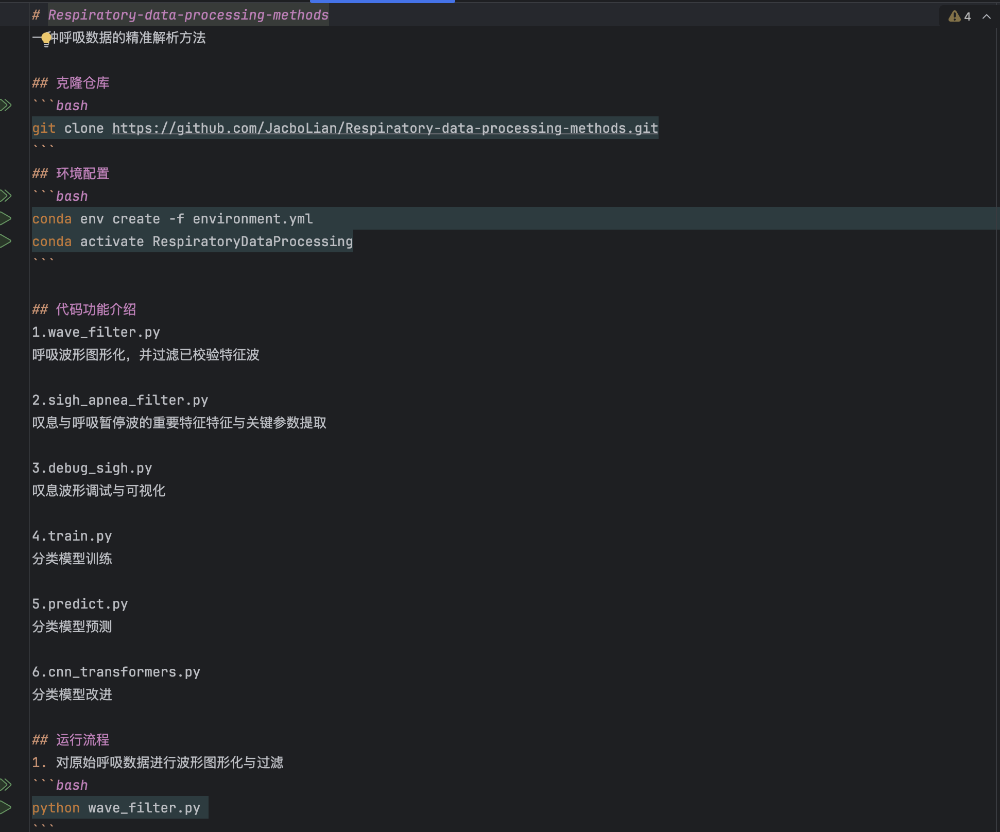 # Respiratory-data-processing-methods
一种呼吸数据的精准解析方法
## 克隆仓库
```bash
git clone https://github.com/JacboLian/Respiratory-data-processing-methods.git
```
## 环境配置
```bash
conda env create -f environment.yml
conda activate RespiratoryDataProcessing
```
## 代码功能介绍
1.wave_filter.py
呼吸波形图形化，并过滤已校验特征波
2.sigh_apnea_filter.py
叹息与呼吸暂停波的重要特征特征与关键参数提取
3.debug_sigh.py
叹息波形调试与可视化
4.train.py
分类模型训练
5.predict.py
分类模型预测
6.cnn_transformers.py
分类模型改进
## 运行流程
1. 对原始呼吸数据进行波形图形化与过滤
```bash
python wave_filter.py
```
4